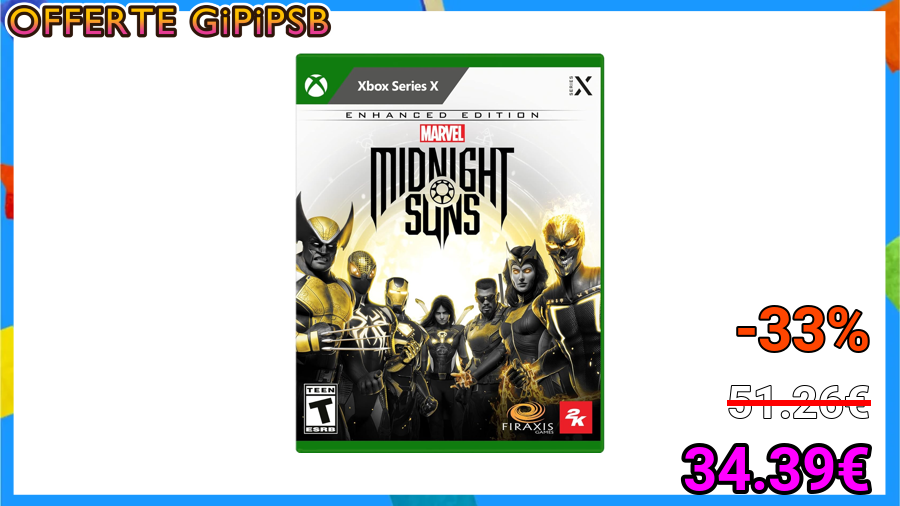 OFFERTE GiPiPSB
Xbox Series X
SERIES X
ENHANCED EDITION
MARVEL
MIDNIGHT
SUNS
-33%
51.26€
34.39€
TEEN
T
ESRB
FIRAXIS
GAMES
2K